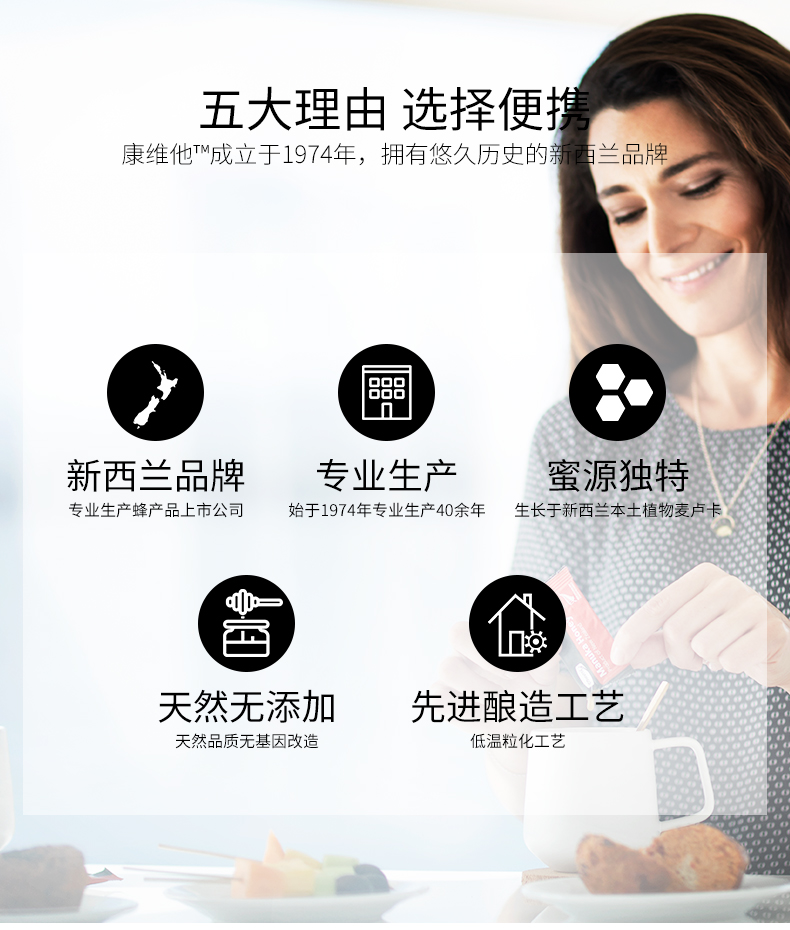 五大理由 选择便携
康维他™成立于1974年，拥有悠久历史的新西兰品牌
新西兰品牌
专业生产蜂产品上市公司
专业生产
始于1974年专业生产40余年
蜜源独特
生长于新西兰本土植物麦卢卡
天然无添加
天然品质无基因改造
先进酿造工艺
低温粒化工艺
Manuka Honey